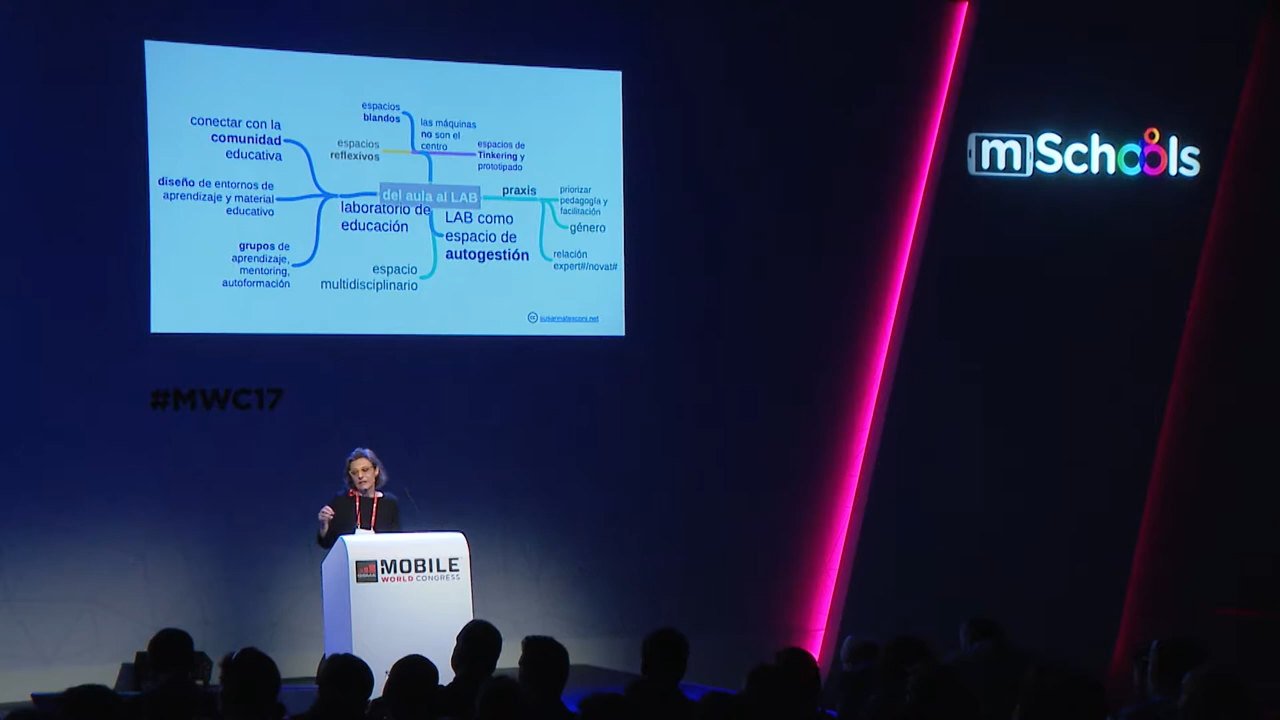 conectar con la
comunidad
educativa
diseño de entornos de
aprendizaje y material
educativo
grupos de
aprendizaje,
mentoring,
autoformación
espacios
blandos
espacios
reflexivos
las máquinas
no son el
centro
espacios de
Tinkering y
prototipado
del aula al LAB
laboratorio de
educación
LAB como
espacio de
autogestión
espacio
multidisciplinario
praxis
priorizar
pedagogía y
facilitación
género
relación
expert#/novat#
cc susannatesconi.net
mSchools
#MWC17
MOBILE
WORLD CONGRESS